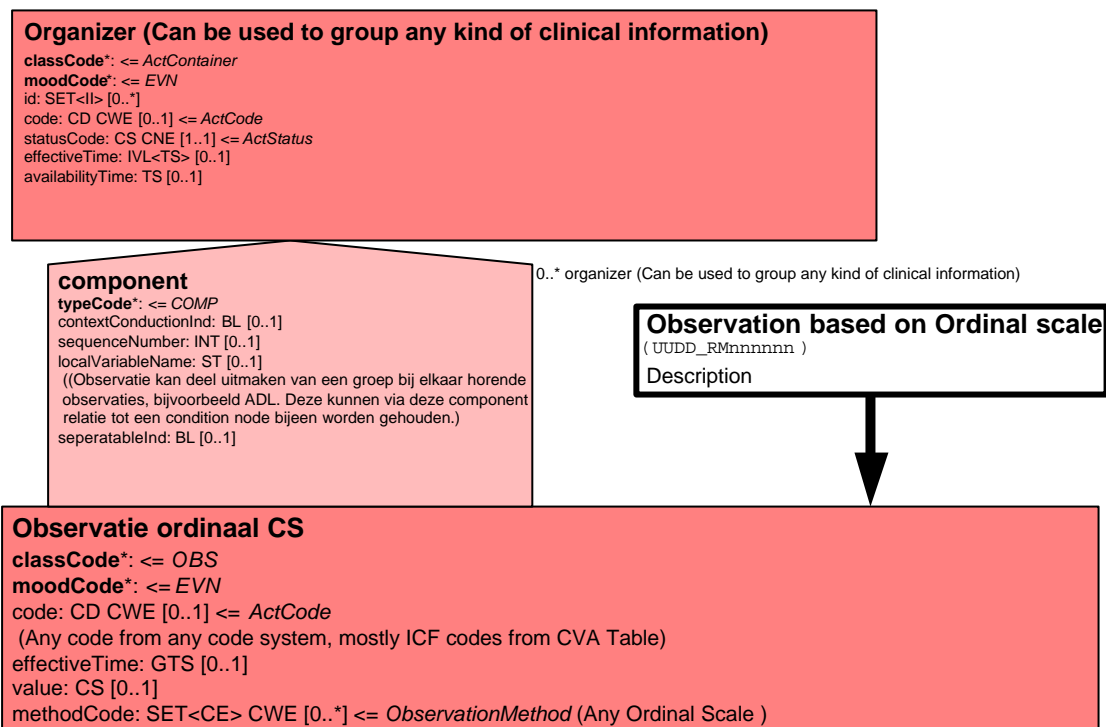 Organizer (Can be used to group any kind of clinical information)
classCode*: <= ActContainer
moodCode*: <= EVN
id: SET<II> [0..*]
code: CD CWE [0..1] <= ActCode
statusCode: CS CNE [1..1] <= ActStatus
effectiveTime: IVL<TS> [0..1]
availabilityTime: TS [0..1]
0..* organizer (Can be used to group any kind of clinical information)
component
typeCode*: <= COMP
contextConductionInd: BL [0..1]
sequenceNumber: INT [0..1]
localVariableName: ST [0..1]
((Observatie kan deel uitmaken van een groep bij elkaar horende
observaties, bijvoorbeeld ADL. Deze kunnen via deze component
relatie tot een condition node bijeen worden gehouden.)
seperatableInd: BL [0..1]
Observation based on Ordinal scale
(UUDD_RMnnnnnn )
Description
Observatie ordinaal CS
classCode*: <= OBS
moodCode*: <= EVN
code: CD CWE [0..1] <= ActCode
(Any code from any code system, mostly ICF codes from CVA Table)
effectiveTime: GTS [0..1]
value: CS [0..1]
methodCode: SET<CE> CWE [0..*] <= ObservationMethod (Any Ordinal Scale )